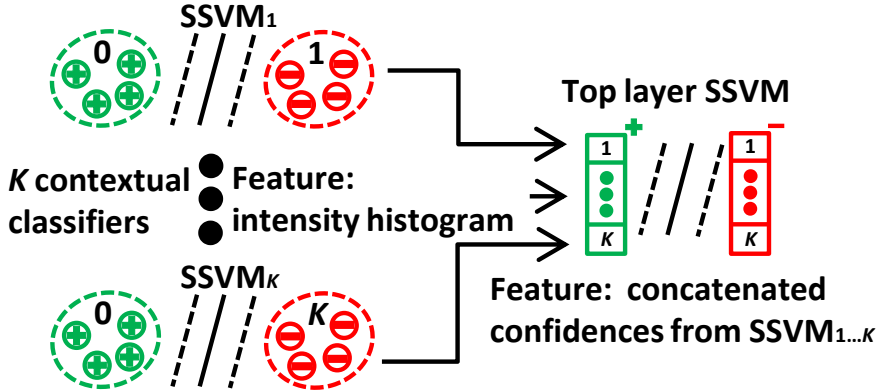 SSVM1
0
1
Top layer SSVM
+
−
1
1
K contextual
classifiers
Feature:
intensity histogram
K
K
SSVMK
0
K
Feature: concatenated
confidences from SSVM1...K